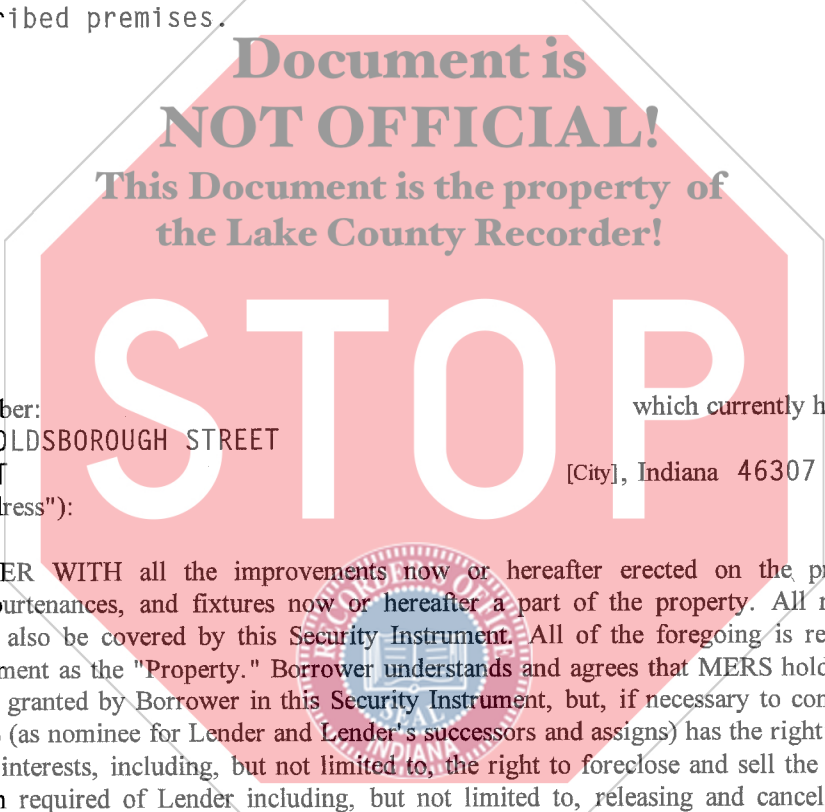 ribed premises.
Document is
NOT OFFICIAL!
This Document is the property of
the Lake County Recorder!
STOP
ber: which currently h
OLDSBOROUGH STREET
T [City], Indiana 46307
dress"):
ER WITH all the improvements now or hereafter erected on the pr
ourtenances, and fixtures now or hereafter a part of the property. All r
also be covered by this Security Instrument. All of the foregoing is re
ment as the "Property." Borrower understands and agrees that MERS hold
granted by Borrower in this Security Instrument, but, if necessary to con
(as nominee for Lender and Lender's successors and assigns) has the right
interests, including, but not limited to, the right to foreclose and sell the
n required of Lender including, but not limited to, releasing and cancel
RECORDER'S OFFICE
SEAL
INDIANA